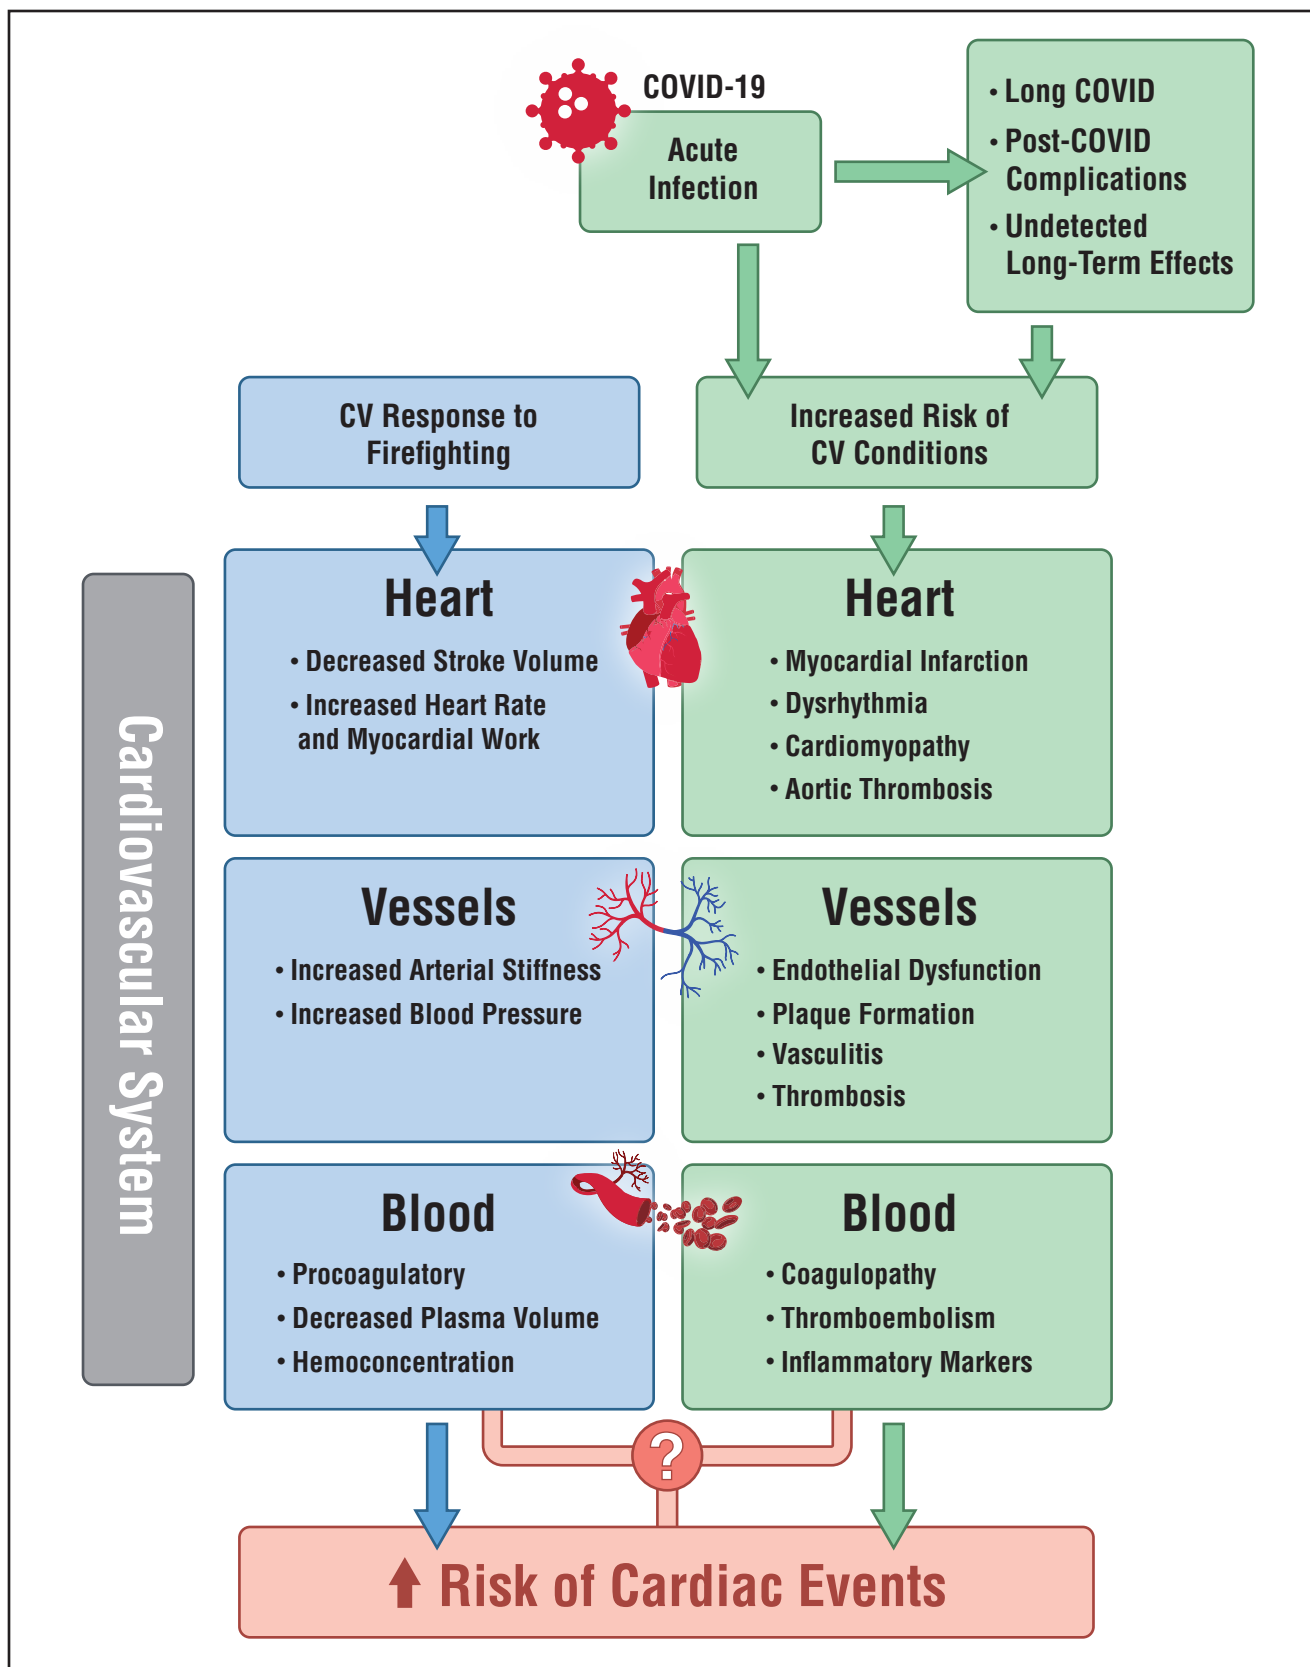 COVID-19
Acute
Infection
• Long COVID
• Post-COVID
Complications
• Undetected
Long-Term Effects
CV Response to
Firefighting
Increased Risk of
CV Conditions
Cardiovascular System
Heart
• Decreased Stroke Volume
• Increased Heart Rate
and Myocardial Work
Heart
• Myocardial Infarction
• Dysrhythmia
• Cardiomyopathy
• Aortic Thrombosis
Vessels
• Increased Arterial Stiffness
• Increased Blood Pressure
Vessels
• Endothelial Dysfunction
• Plaque Formation
• Vasculitis
• Thrombosis
Blood
• Procoagulatory
• Decreased Plasma Volume
• Hemoconcentration
Blood
• Coagulopathy
• Thromboembolism
• Inflammatory Markers
?
Risk of Cardiac Events